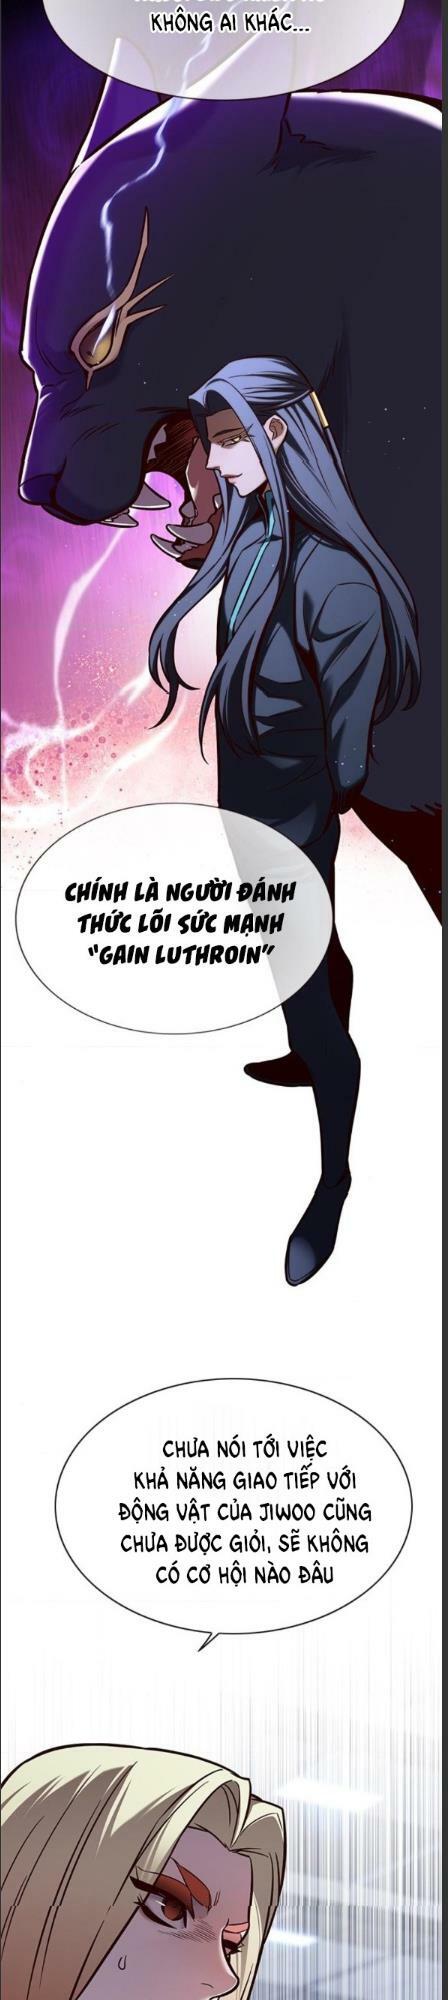 KHÔNG AI KHÁC...
CHÍNH LÀ NGƯỜI ĐÁNH
THỨC LÕI SỨC MẠNH
“GAIN LUTHROIN”
CHƯA NÓI TỚI VIỆC
KHẢ NĂNG GIAO TIẾP VỚI
ĐỘNG VẬT CỦA JIWOO CŨNG
CHƯA ĐƯỢC GIỎI, SẼ KHÔNG
CÓ CƠ HỘI NÀO ĐÂU